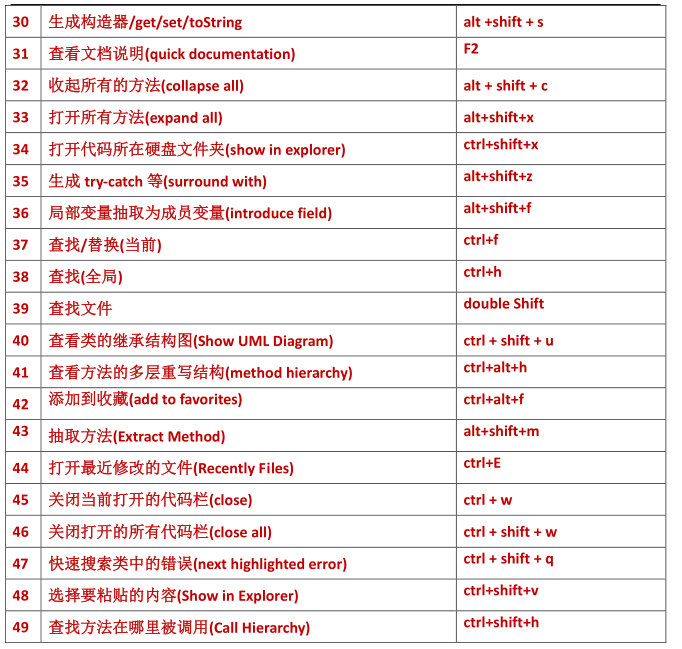 30 生成构造器/get/set/toString alt +shift + s
31 查看文档说明(quick documentation) F2
32 收起所有的方法(collapse all) alt + shift + c
33 打开所有方法(expand all) alt+shift+x
34 打开代码所在硬盘文件夹(show in explorer) ctrl+shift+x
35 生成 try-catch 等(surround with) alt+shift+z
36 局部变量抽取为成员变量(introduce field) alt+shift+f
37 查找/替换(当前) ctrl+f
38 查找(全局) ctrl+h
39 查找文件 double Shift
40 查看类的继承结构图(Show UML Diagram) ctrl + shift + u
41 查看方法的多层重写结构(method hierarchy) ctrl+alt+h
42 添加到收藏(add to favorites) ctrl+alt+f
43 抽取方法(Extract Method) alt+shift+m
44 打开最近修改的文件(Recently Files) ctrl+E
45 关闭当前打开的代码栏(close) ctrl + w
46 关闭打开的所有代码栏(close all) ctrl + shift + w
47 快速搜索类中的错误(next highlighted error) ctrl + shift + q
48 选择要粘贴的内容(Show in Explorer) ctrl+shift+v
49 查找方法在哪里被调用(Call Hierarchy) ctrl+shift+h